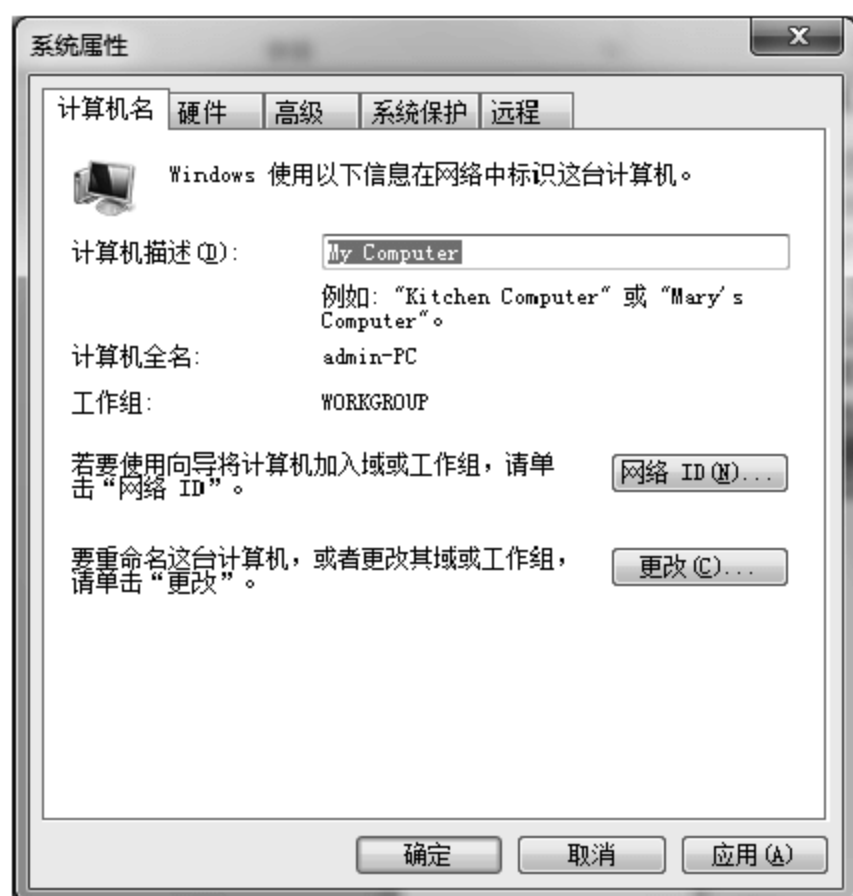 系统属性
计算机名 硬件 高级 系统保护 远程
Windows 使用以下信息在网络中标识这台计算机。
计算机描述(D): My Computer
例如: "Kitchen Computer" 或 "Mary's
Computer"。
计算机全名: admin-PC
工作组: WORKGROUP
若要使用向导将计算机加入域或工作组，请单
击“网络 ID”。
网络 ID(N)...
要重命名这台计算机，或者更改其域或工作组，
请单击“更改”。
更改(C)...
确定 取消 应用(A)